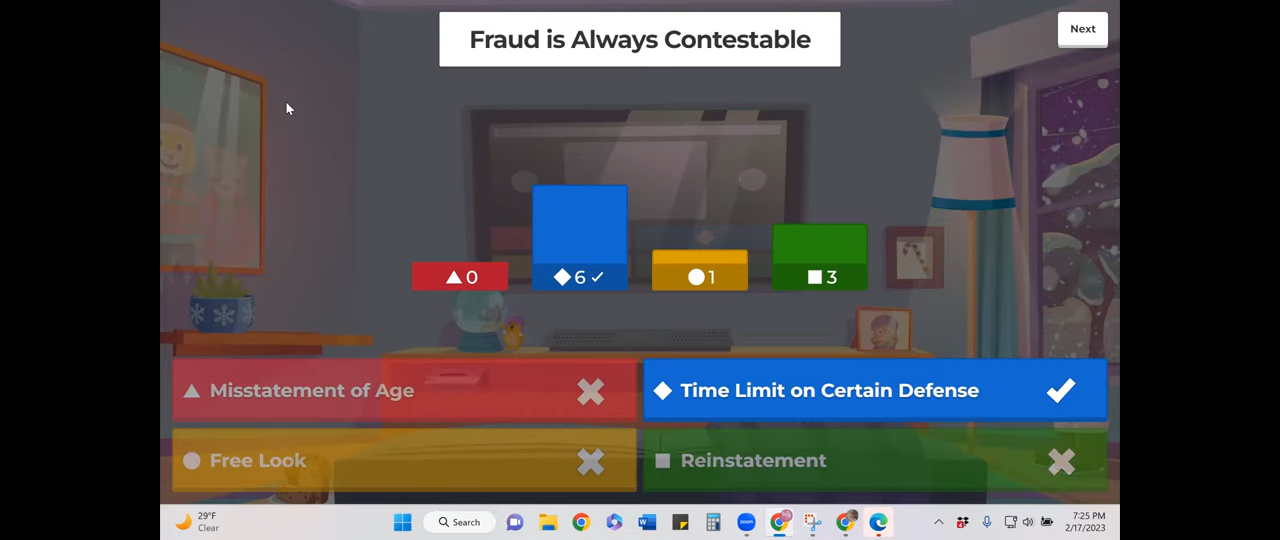 Fraud is Always Contestable
Next
0
6
1
3
Misstatement of Age
Time Limit on Certain Defense
Free Look
Reinstatement
29°F
Clear
Search
7:25 PM
2/17/2023